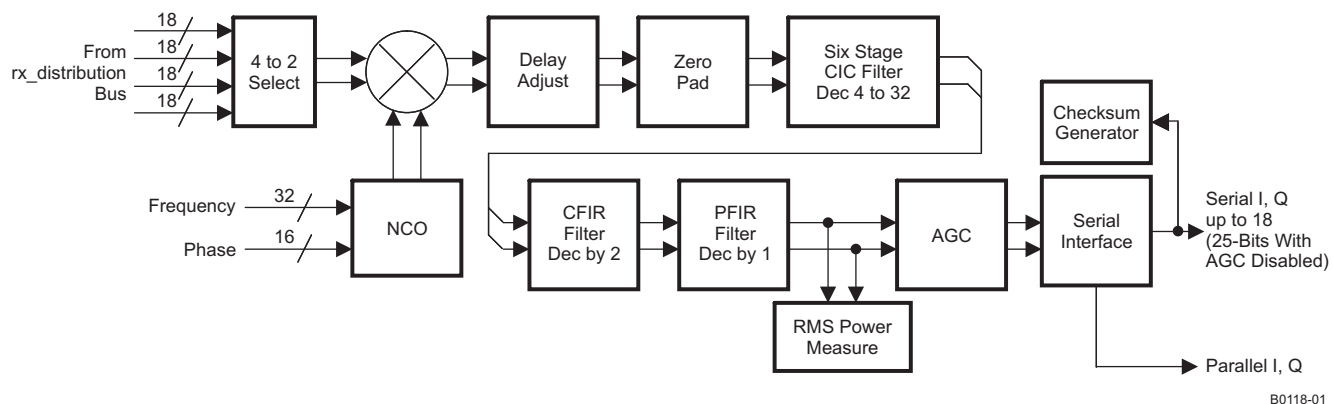 18
18
18
18
From
rx_distribution
Bus
4 to 2
Select
Delay
Adjust
Zero
Pad
Six Stage
CIC Filter
Dec 4 to 32
Checksum
Generator
Frequency
32
Phase
16
NCO
CFIR
Filter
Dec by 2
PFIR
Filter
Dec by 1
AGC
Serial
Interface
Serial I, Q
up to 18
(25-Bits With
AGC Disabled)
RMS Power
Measure
Parallel I, Q
B0118-01